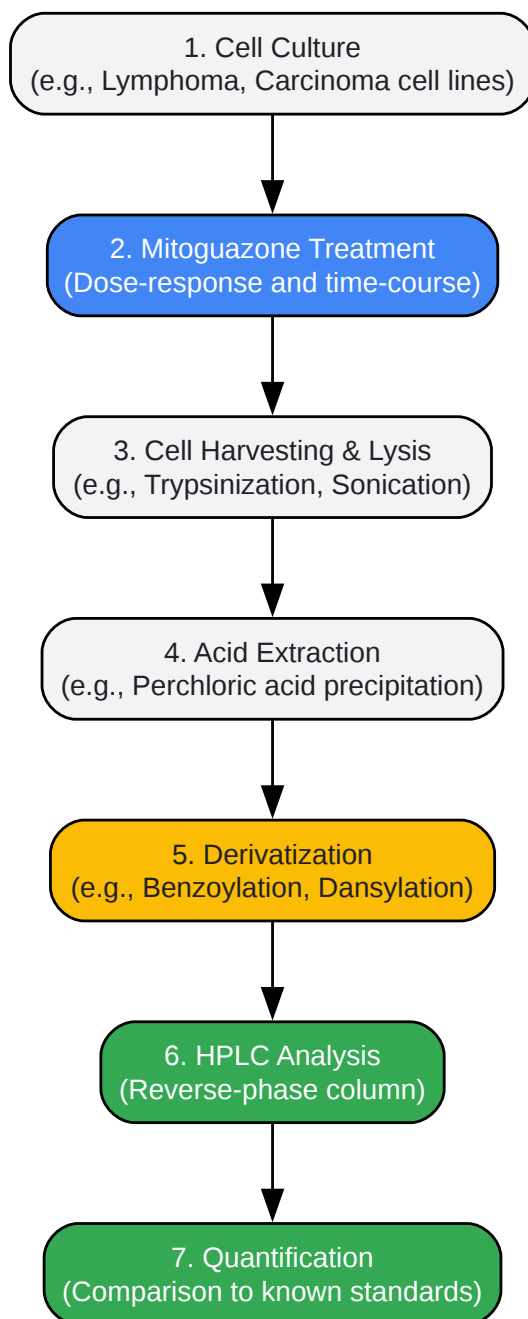 1. Cell Culture
(e.g., Lymphoma, Carcinoma cell lines)
2. Mitoguazone Treatment
(Dose-response and time-course)
3. Cell Harvesting & Lysis
(e.g., Trypsinization, Sonication)
4. Acid Extraction
(e.g., Perchloric acid precipitation)
5. Derivatization
(e.g., Benzoylation, Dansylation)
6. HPLC Analysis
(Reverse-phase column)
7. Quantification
(Comparison to known standards)